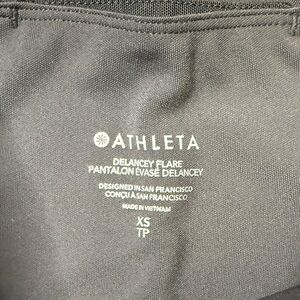 ATHLETA
DELANCEY FLARE
PANTALON ÉVASÉ DELANCEY
DESIGNED IN SAN FRANCISCO
CONÇU À SAN FRANCISCO
MADE IN VIETNAM
XS
TP